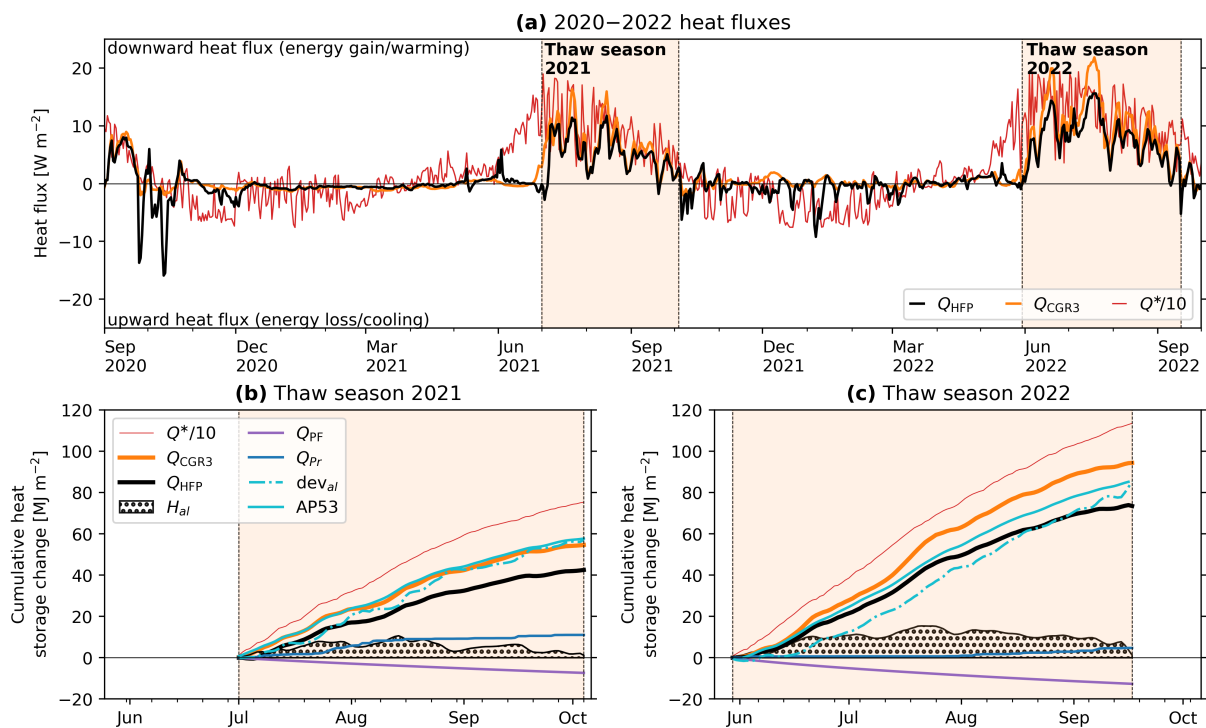 (a) 2020−2022 heat fluxes
downward heat flux (energy gain/warming)
Thaw season
2021
Thaw season
2022
Heat flux [W m⁻²]
20
10
0
−10
−20
upward heat flux (energy loss/cooling)
Q_HFP Q_CGR3 Q*/10
Sep
2020
Dec
2020
Mar
2021
Jun
2021
Sep
2021
Dec
2021
Mar
2022
Jun
2022
Sep
2022
(b) Thaw season 2021
Cumulative heat
storage change [MJ m⁻²]
120
100
80
60
40
20
0
−20
Q*/10
Q_CGR3
Q_HFP
H_al
Q_PF
Q_Pr
dev_al
AP53
Jun Jul Aug Sep Oct
(c) Thaw season 2022
Cumulative heat
storage change [MJ m⁻²]
120
100
80
60
40
20
0
−20
Jun Jul Aug Sep Oct